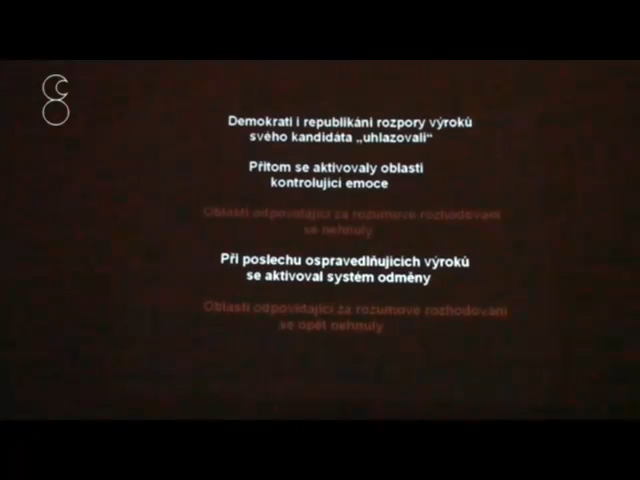 Demokrati i republikáni rozpory výroků
svého kandidáta „uhlazovali“
Přitom se aktivovaly oblasti
kontrolující emoce
Oblasti odpovídající za rozumové rozhodování
se nehnuly
Při poslechu ospravedlňujících výroků
se aktivoval systém odměny
Oblasti odpovídající za rozumové rozhodování
se opět nehnuly